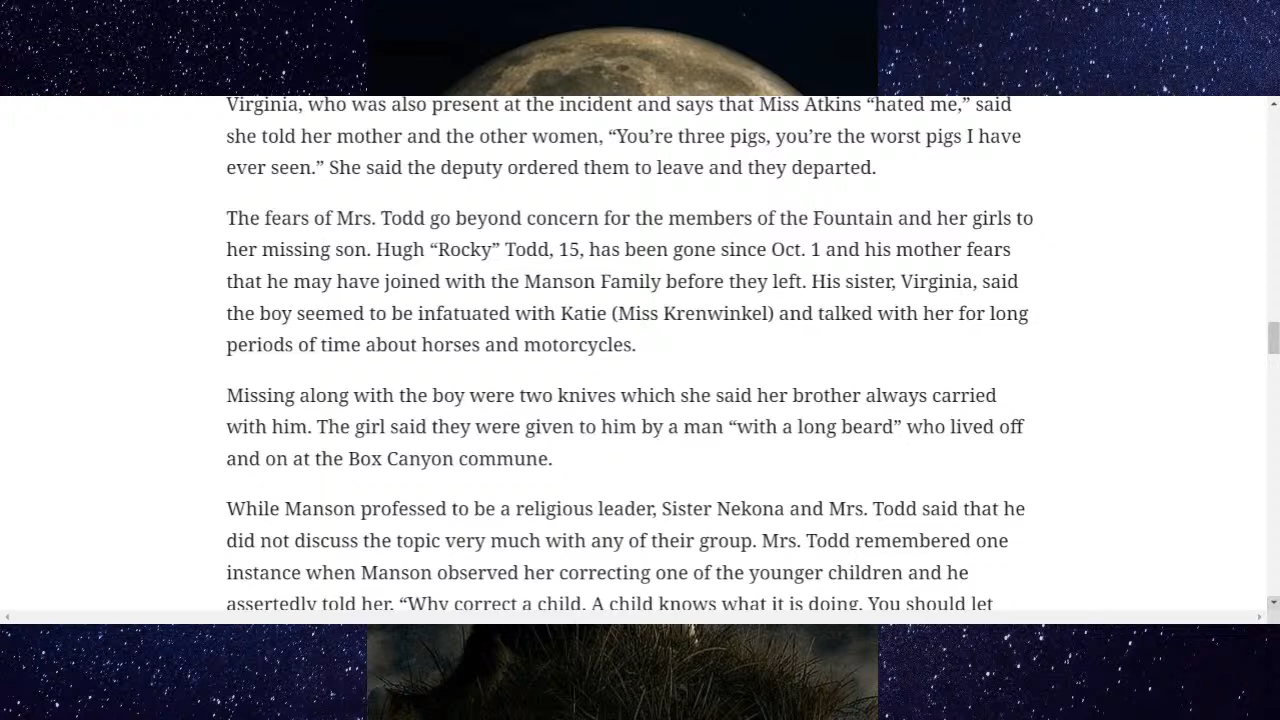 Virginia, who was also present at the incident and says that Miss Atkins “hated me,” said
she told her mother and the other women, “You’re three pigs, you’re the worst pigs I have
ever seen.” She said the deputy ordered them to leave and they departed.
The fears of Mrs. Todd go beyond concern for the members of the Fountain and her girls to
her missing son. Hugh “Rocky” Todd, 15, has been gone since Oct. 1 and his mother fears
that he may have joined with the Manson Family before they left. His sister, Virginia, said
the boy seemed to be infatuated with Katie (Miss Krenwinkel) and talked with her for long
periods of time about horses and motorcycles.
Missing along with the boy were two knives which she said her brother always carried
with him. The girl said they were given to him by a man “with a long beard” who lived off
and on at the Box Canyon commune.
While Manson professed to be a religious leader, Sister Nekona and Mrs. Todd said that he
did not discuss the topic very much with any of their group. Mrs. Todd remembered one
instance when Manson observed her correcting one of the younger children and he
assertedly told her, “Why correct a child. A child knows what it is doing. You should let